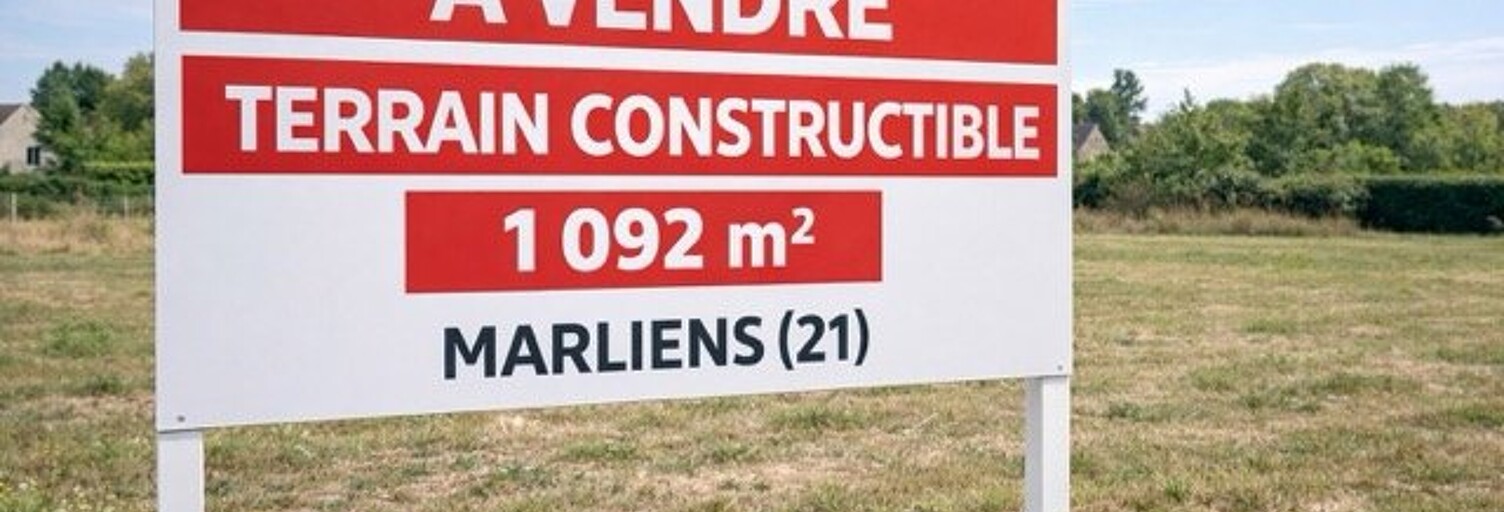 A VENDRE
TERRAIN CONSTRUCTIBLE
1 092 m²
MARLIENS (21)